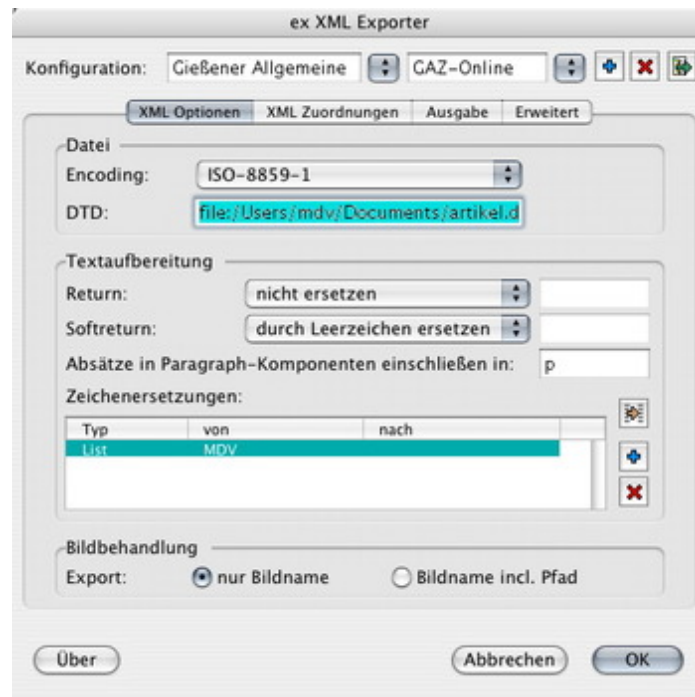 ex XML Exporter
Konfiguration: Gießener Allgemeine GAZ-Online
XML Optionen XML Zuordnungen Ausgabe Erweitert
Datei
Encoding: ISO-8859-1
DTD: file:/Users/mdv/Documents/artikel.d
Textaufbereitung
Return: nicht ersetzen
Softreturn: durch Leerzeichen ersetzen
Absätze in Paragraph-Komponenten einschließen in: p
Zeichenersetzungen:
Typ von nach
List MDV
Bildbehandlung
Export: nur Bildname Bildname incl. Pfad
Über Abbrechen OK